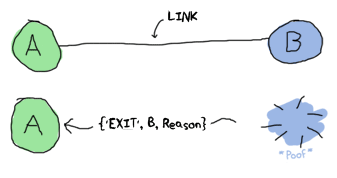 LINK
A
B
A
{'EXIT', B, Reason}
"Poof"